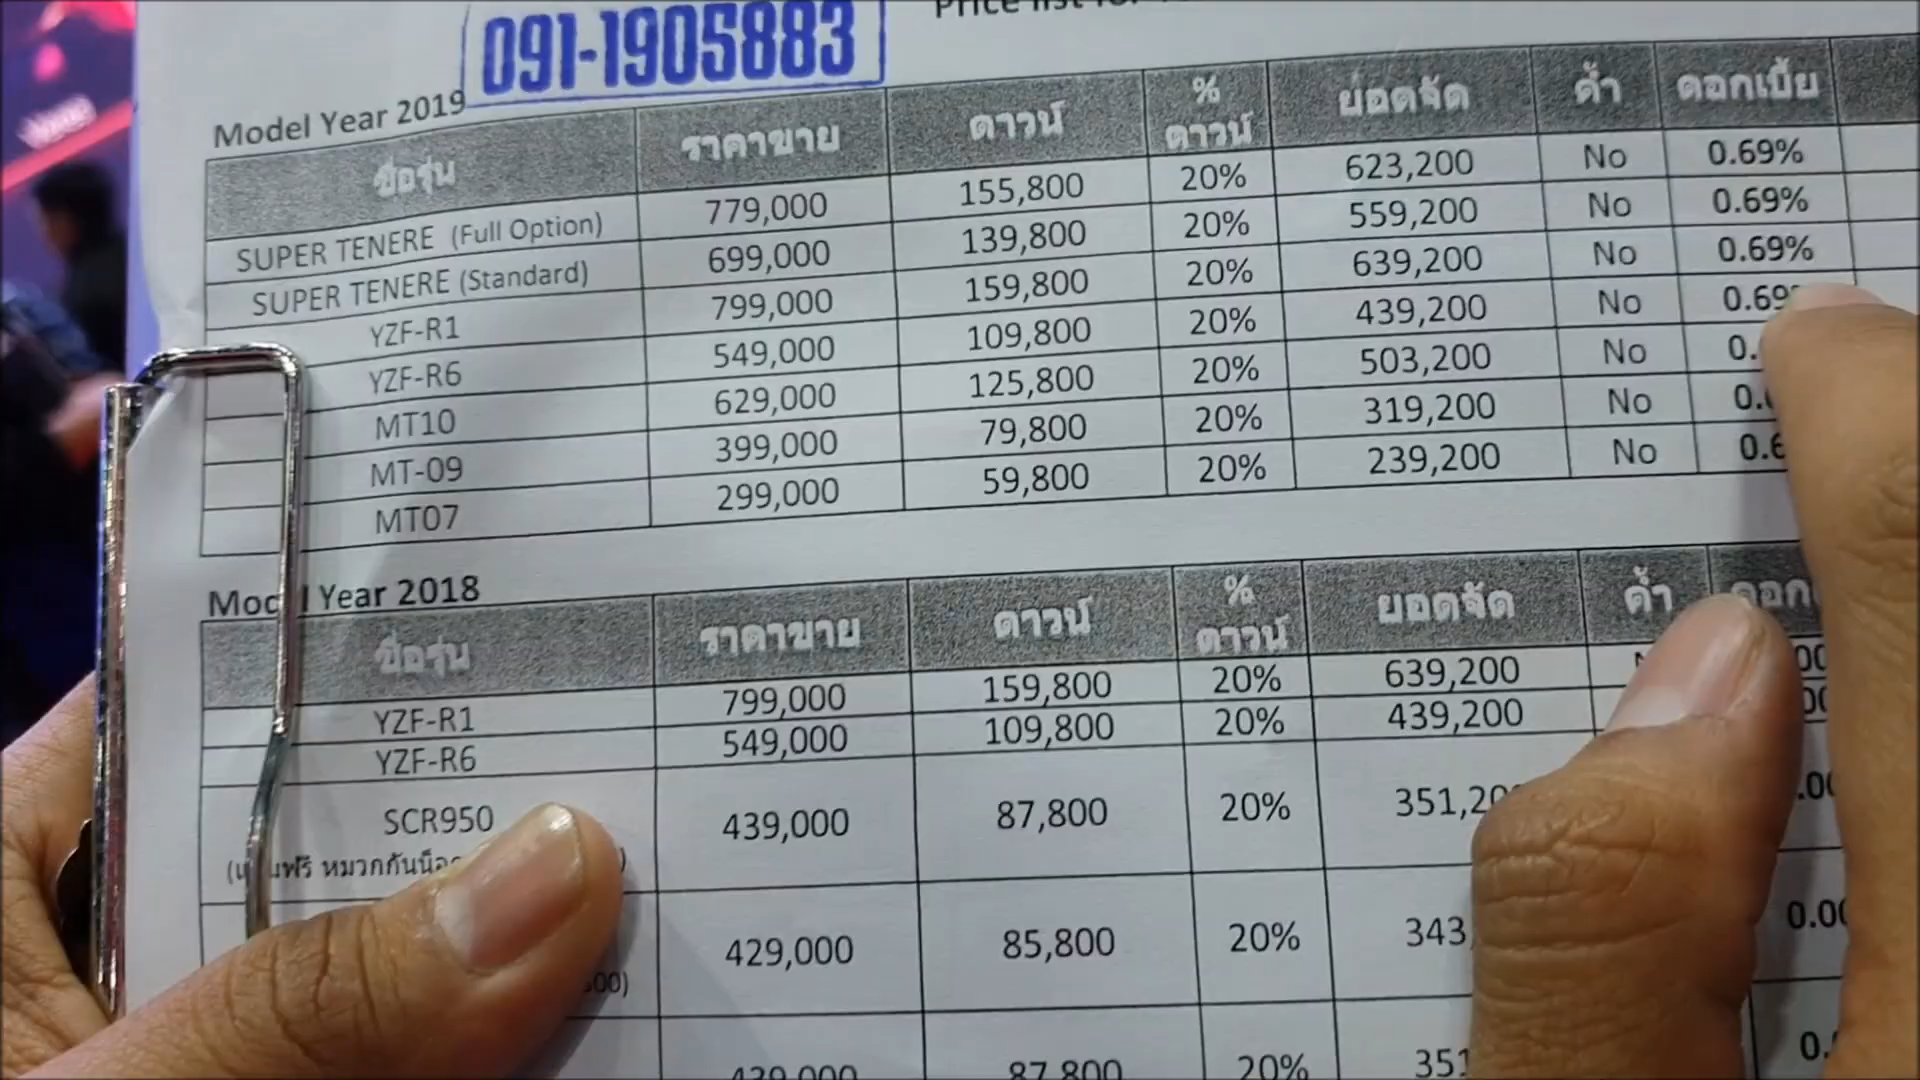 091-1905883
Price list for
Model Year 2019
ชื่อรุ่น ราคาขาย ดาวน์ % ดาวน์ ยอดจัด ค้ำ ดอกเบี้ย
SUPER TENERE (Full Option) 779,000 155,800 20% 623,200 No 0.69%
SUPER TENERE (Standard) 699,000 139,800 20% 559,200 No 0.69%
YZF-R1 799,000 159,800 20% 639,200 No 0.69%
YZF-R6 549,000 109,800 20% 439,200 No 0.69
MT10 629,000 125,800 20% 503,200 No 0.
MT-09 399,000 79,800 20% 319,200 No 0.
MT07 299,000 59,800 20% 239,200 No 0.6
Model Year 2018
ชื่อรุ่น ราคาขาย ดาวน์ % ดาวน์ ยอดจัด ค้ำ
YZF-R1 799,000 159,800 20% 639,200
YZF-R6 549,000 109,800 20% 439,200
SCR950 439,000 87,800 20% 351,20
หมวกกันน็อค
429,000 85,800 20% 343 0.00
439,000 87,800 20% 351 0.